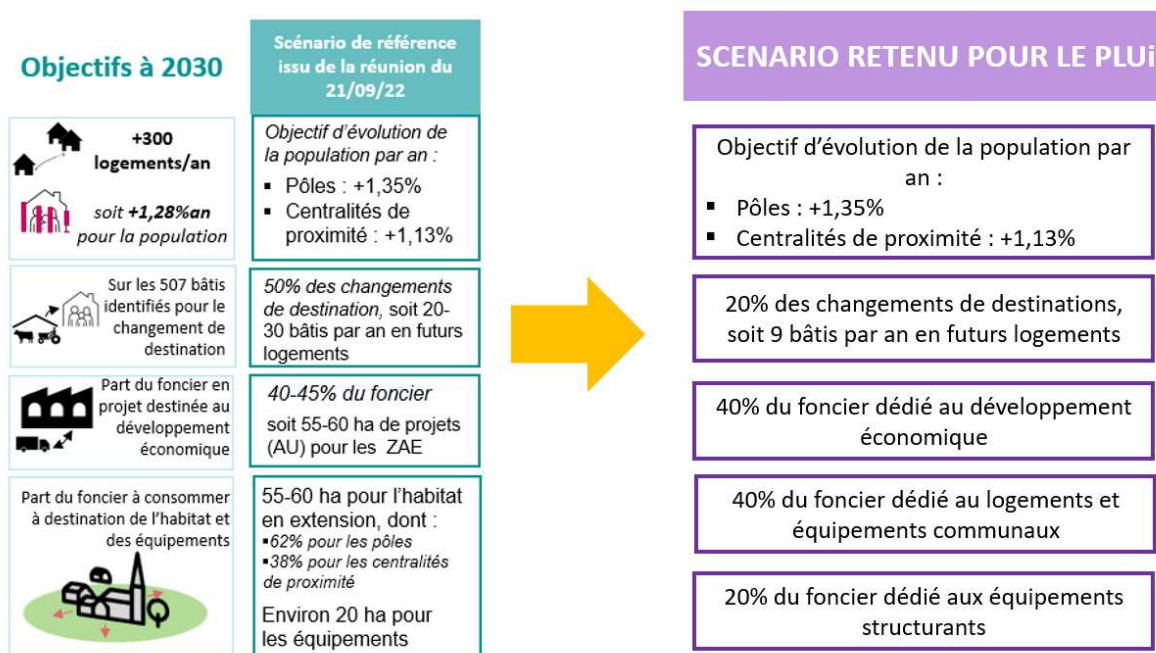 Objectifs à 2030
Scénario de référence
issu de la réunion du
21/09/22
SCENARIO RETENU POUR LE PLUi
+300
logements/an
soit +1,28%an
pour la population
Objectif d'évolution de
la population par an :
▪ Pôles : +1,35%
▪ Centralités de
proximité : +1,13%
Objectif d'évolution de la population par
an :
▪ Pôles : +1,35%
▪ Centralités de proximité : +1,13%
Sur les 507 bâtis
identifiés pour le
changement de
destination
50% des changements
de destination, soit 20-
30 bâtis par an en futurs
logements
20% des changements de destinations,
soit 9 bâtis par an en futurs logements
Part du foncier en
projet destinée au
développement
économique
40-45% du foncier
soit 55-60 ha de projets
(AU) pour les ZAE
40% du foncier dédié au développement
économique
Part du foncier à consommer
à destination de l'habitat et
des équipements
55-60 ha pour l'habitat
en extension, dont :
▪62% pour les pôles
▪38% pour les centralités
de proximité
Environ 20 ha pour
les équipements
40% du foncier dédié au logements et
équipements communaux
20% du foncier dédié aux équipements
structurants